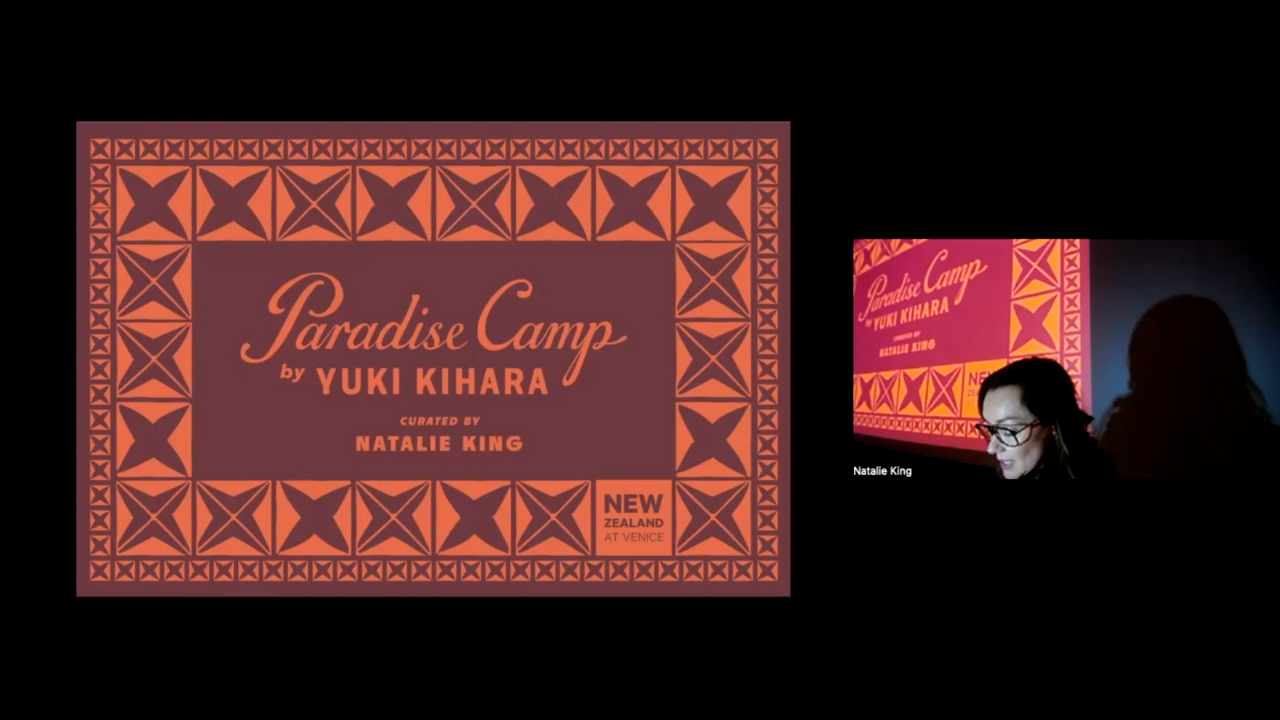 Paradise Camp
by YUKI KIHARA
CURATED BY
NATALIE KING
NEW
ZEALAND
AT VENICE
Paradise Camp
by YUKI KIHARA
CURATED BY
NATALIE KING
NEW
Natalie King